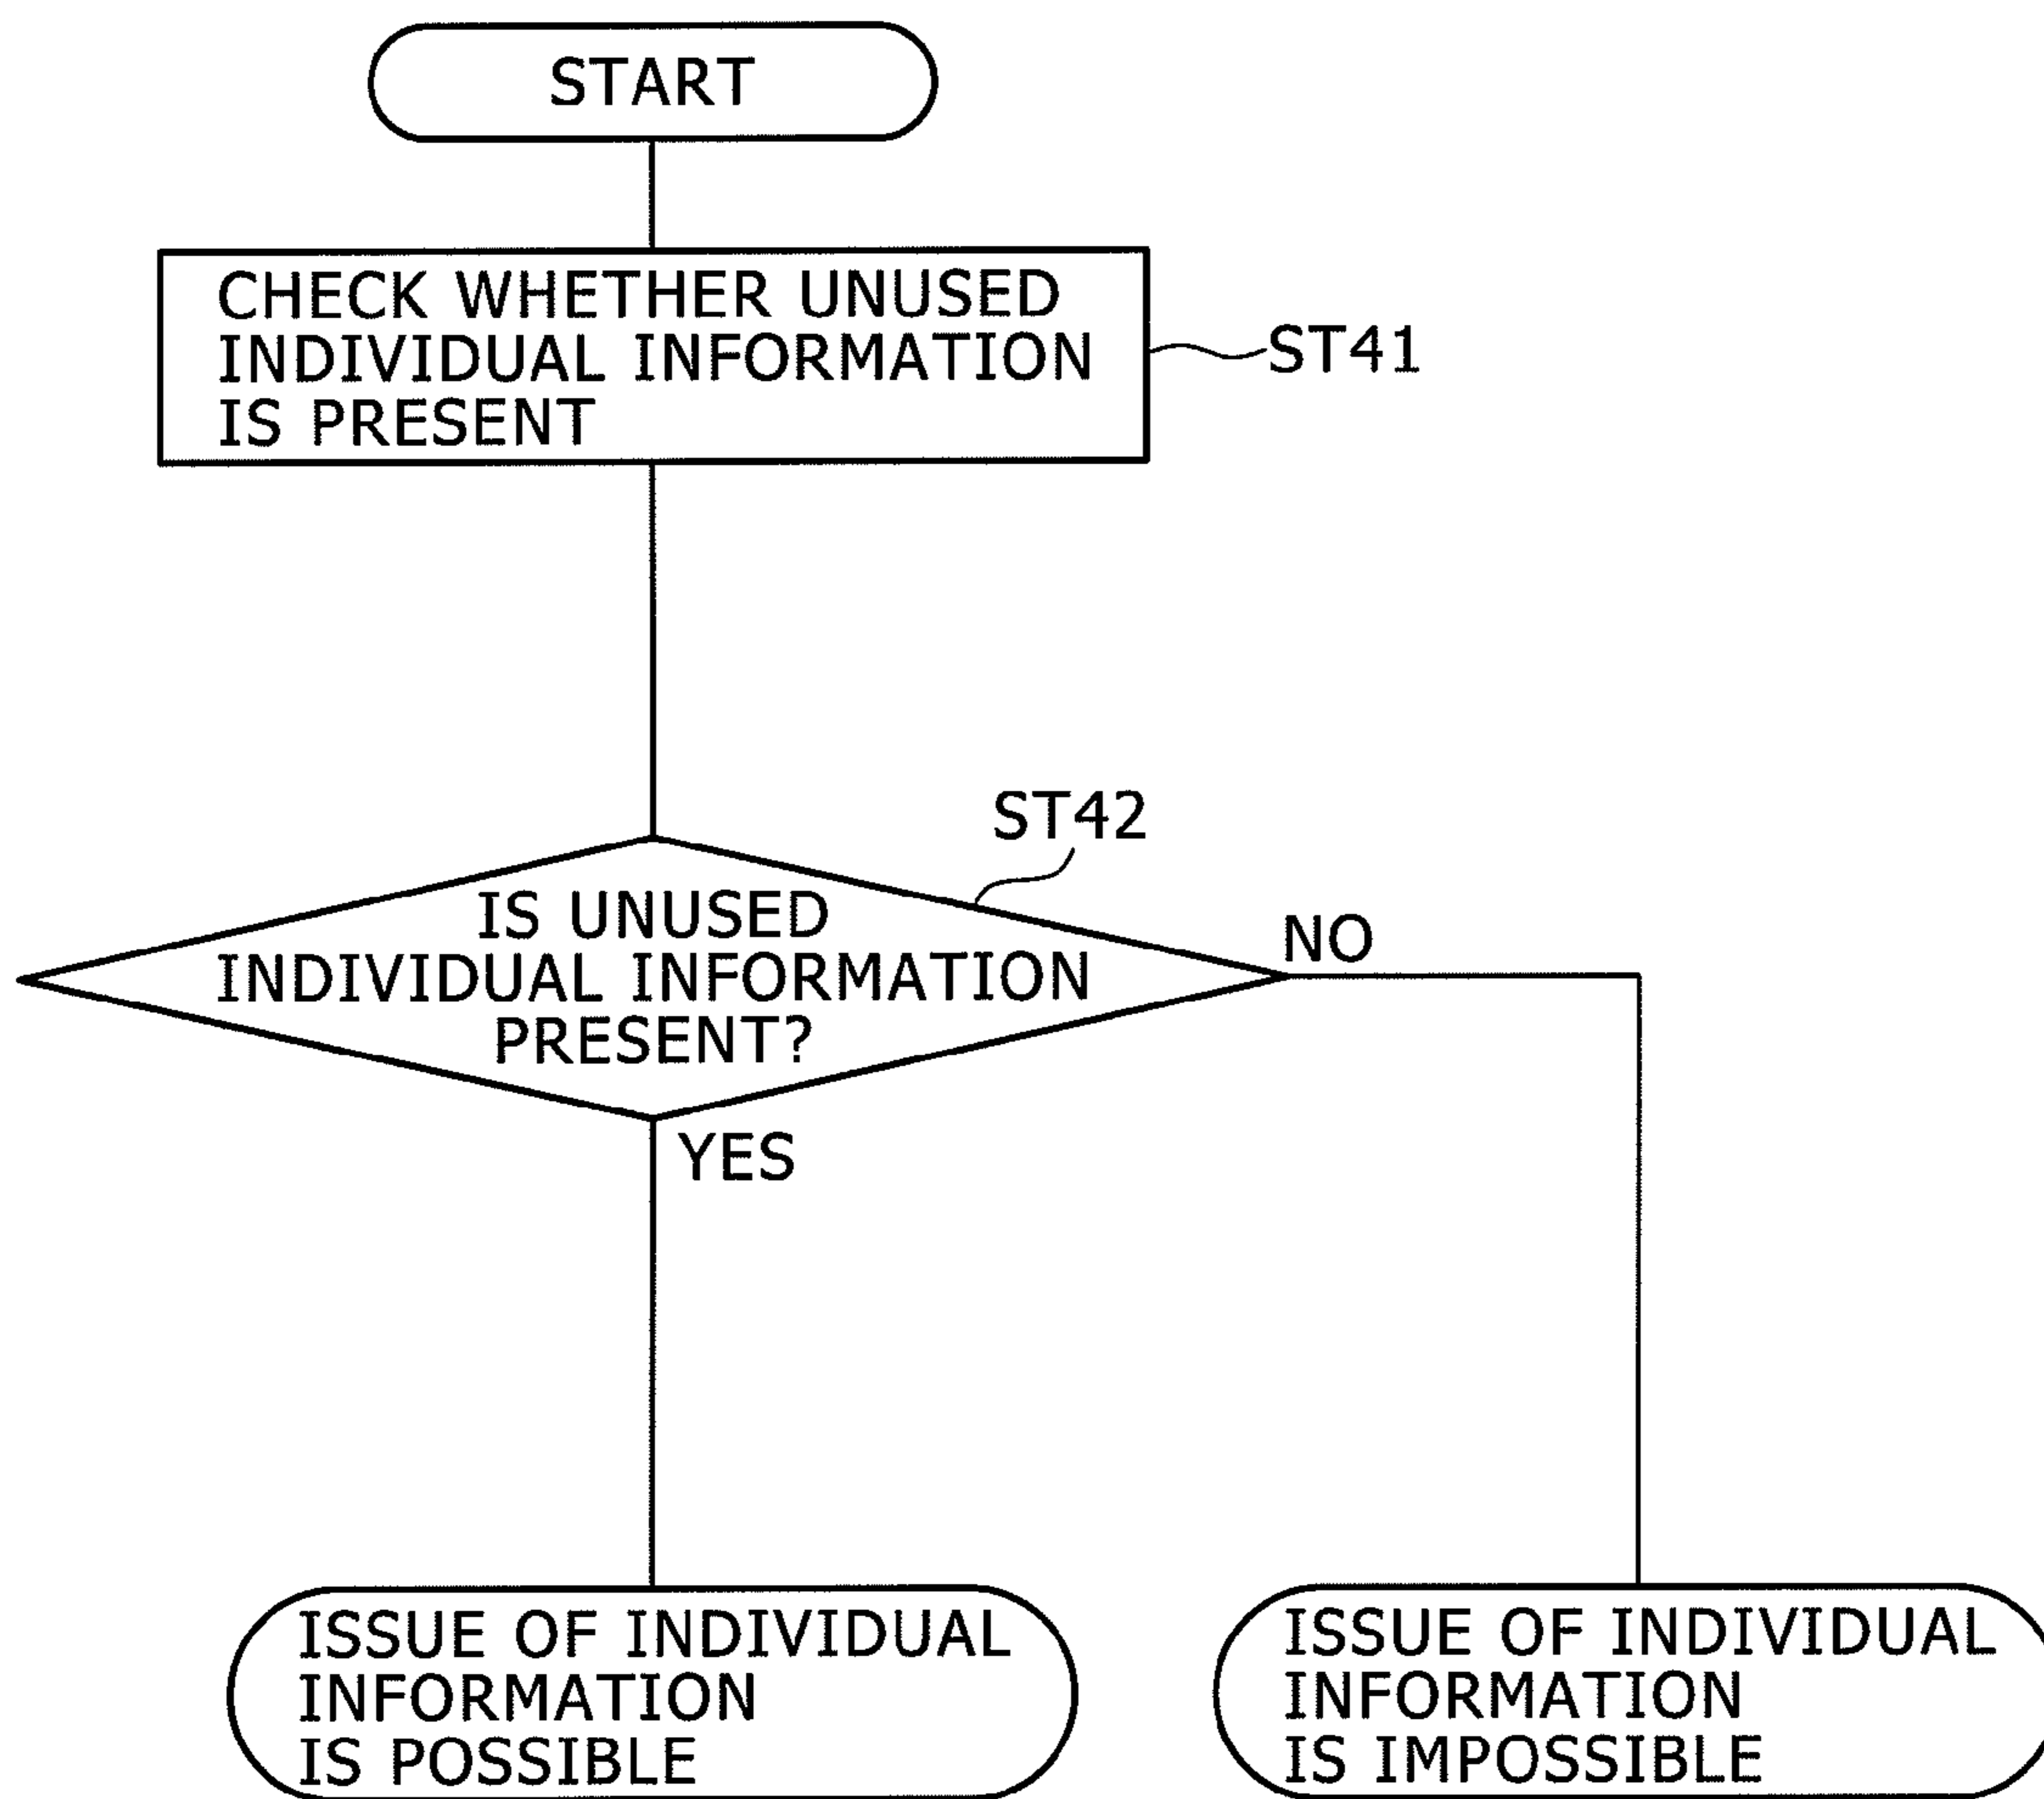 START
CHECK WHETHER UNUSED
INDIVIDUAL INFORMATION
IS PRESENT
ST41
ST42
IS UNUSED
INDIVIDUAL INFORMATION
PRESENT?
NO
YES
ISSUE OF INDIVIDUAL
INFORMATION
IS POSSIBLE
ISSUE OF INDIVIDUAL
INFORMATION
IS IMPOSSIBLE